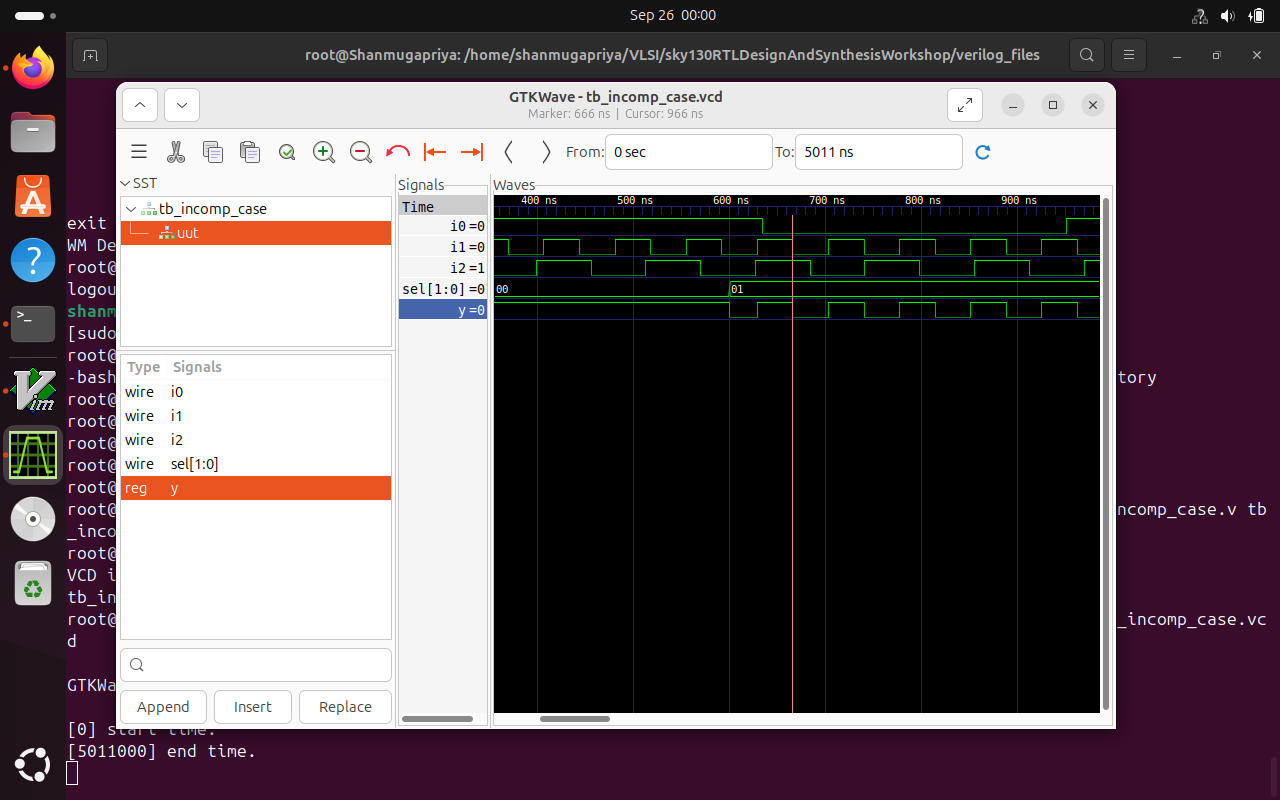 Sep 26 00:00
root@Shanmugapriya: /home/shanmugapriya/VLSI/sky130RTLDesignAndSynthesisWorkshop/verilog_files
GTKWave - tb_incomp_case.vcd
Marker: 666 ns | Cursor: 966 ns
From: 0 sec To: 5011 ns
SST
tb_incomp_case
uut
Type Signals
wire i0
wire i1
wire i2
wire sel[1:0]
reg y
Append Insert Replace
Signals
Time
i0 =0
i1 =0
i2 =1
sel[1:0] =0
y =0
Waves
400 ns 500 ns 600 ns 700 ns 800 ns 900 ns
00 01
exit
WM De
root@
logou
shanm
[sudo
root@
-bash tory
root@
root@
root@
root@
root@
root@ ncomp_case.v tb
_inco
root@
VCD i
tb_in
root@ _incomp_case.vc
d
GTKWa
[0] start time.
[5011000] end time.